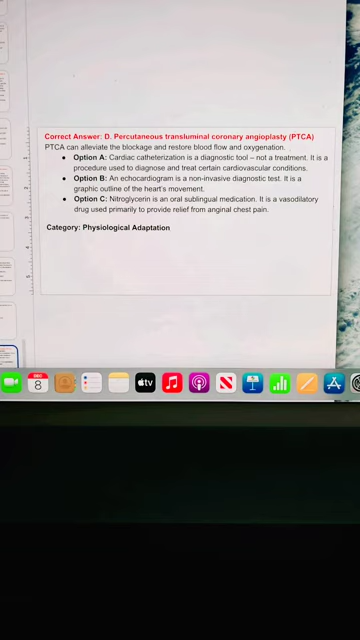 Correct Answer: D. Percutaneous transluminal coronary angioplasty (PTCA)
PTCA can alleviate the blockage and restore blood flow and oxygenation.
● Option A: Cardiac catheterization is a diagnostic tool – not a treatment. It is a
procedure used to diagnose and treat certain cardiovascular conditions.
● Option B: An echocardiogram is a non-invasive diagnostic test. It is a
graphic outline of the heart's movement.
● Option C: Nitroglycerin is an oral sublingual medication. It is a vasodilatory
drug used primarily to provide relief from anginal chest pain.
Category: Physiological Adaptation
DEC
8
tv